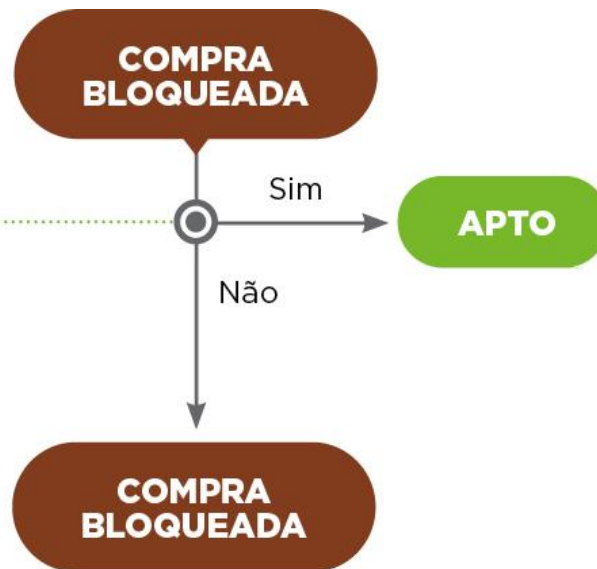 COMPRA
BLOQUEADA
Sim
APTO
Não
COMPRA
BLOQUEADA